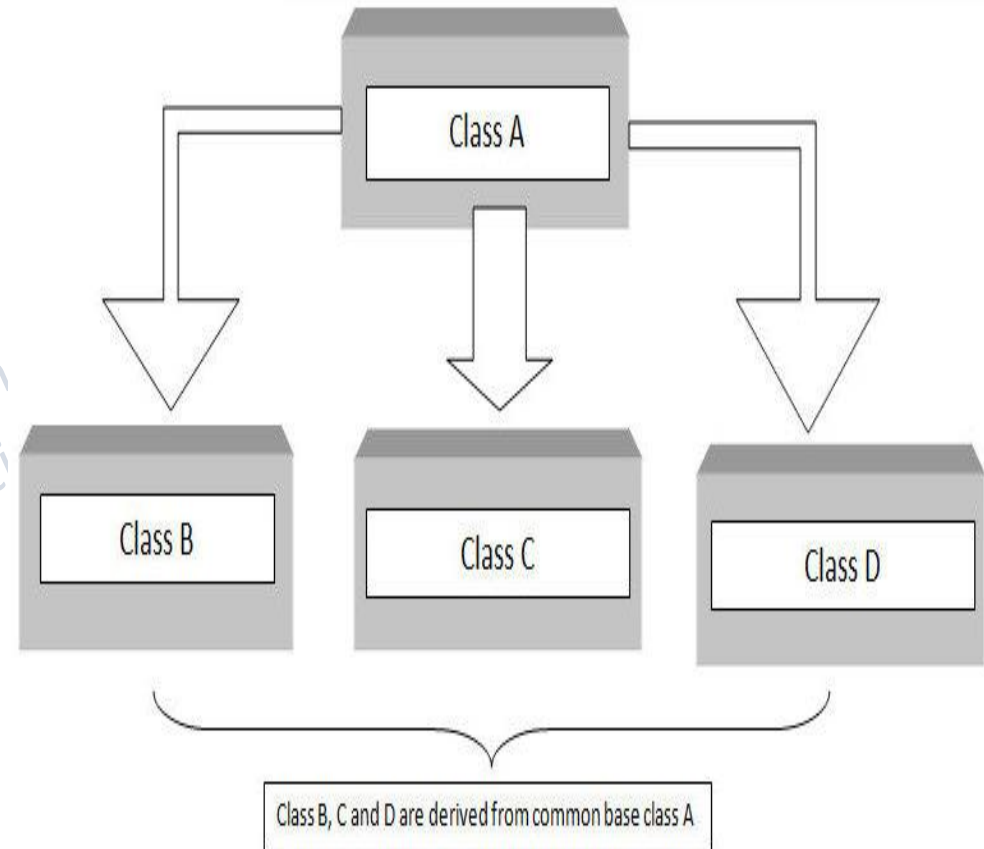 Class A
Class B
Class C
Class D
Class B, C and D are derived from common base class A